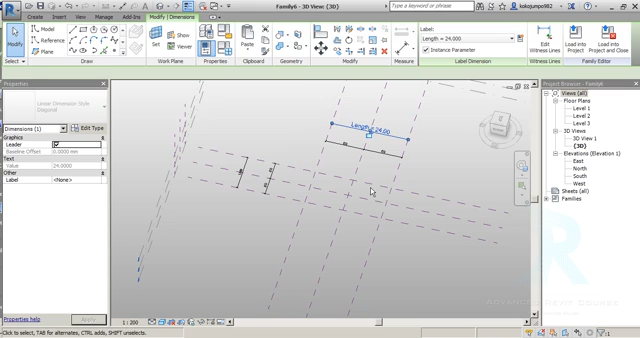 Family6 - 3D View: {3D}
Type a keyword or phrase
kokojumpo982
Create
Insert
View
Manage
Add-Ins
Modify | Dimensions
Modify
Line
Reference
Model
Set
Show
Viewer
Paste
Label:
Length = 24.000
Instance Parameter
Edit
Witness Lines
Load into
Project
Load into
Project and Close
Select
Draw
Work Plane
Properties
Geometry
Clipboard
Modify
Measure
Label Dimension
Witness Lines
Family Editor
Properties
Linear Dimension Style
Diagonal
Dimensions (1)
Edit Type
Graphics
Leader
Baseline Offset
0.0000 mm
Text
Value
24.0000
Other
Label
<None>
Properties help
Apply
Length = 24.00
Project Browser - Family6
Views (all)
Floor Plans
Level 1
Level 2
Level 3
3D Views
3D View 1
{3D}
Elevations (Elevation 1)
East
North
South
West
Sheets (all)
Families
Advanced Revit Course
1 : 200
Click to select, TAB for alternates, CTRL adds, SHIFT unselects.
:1